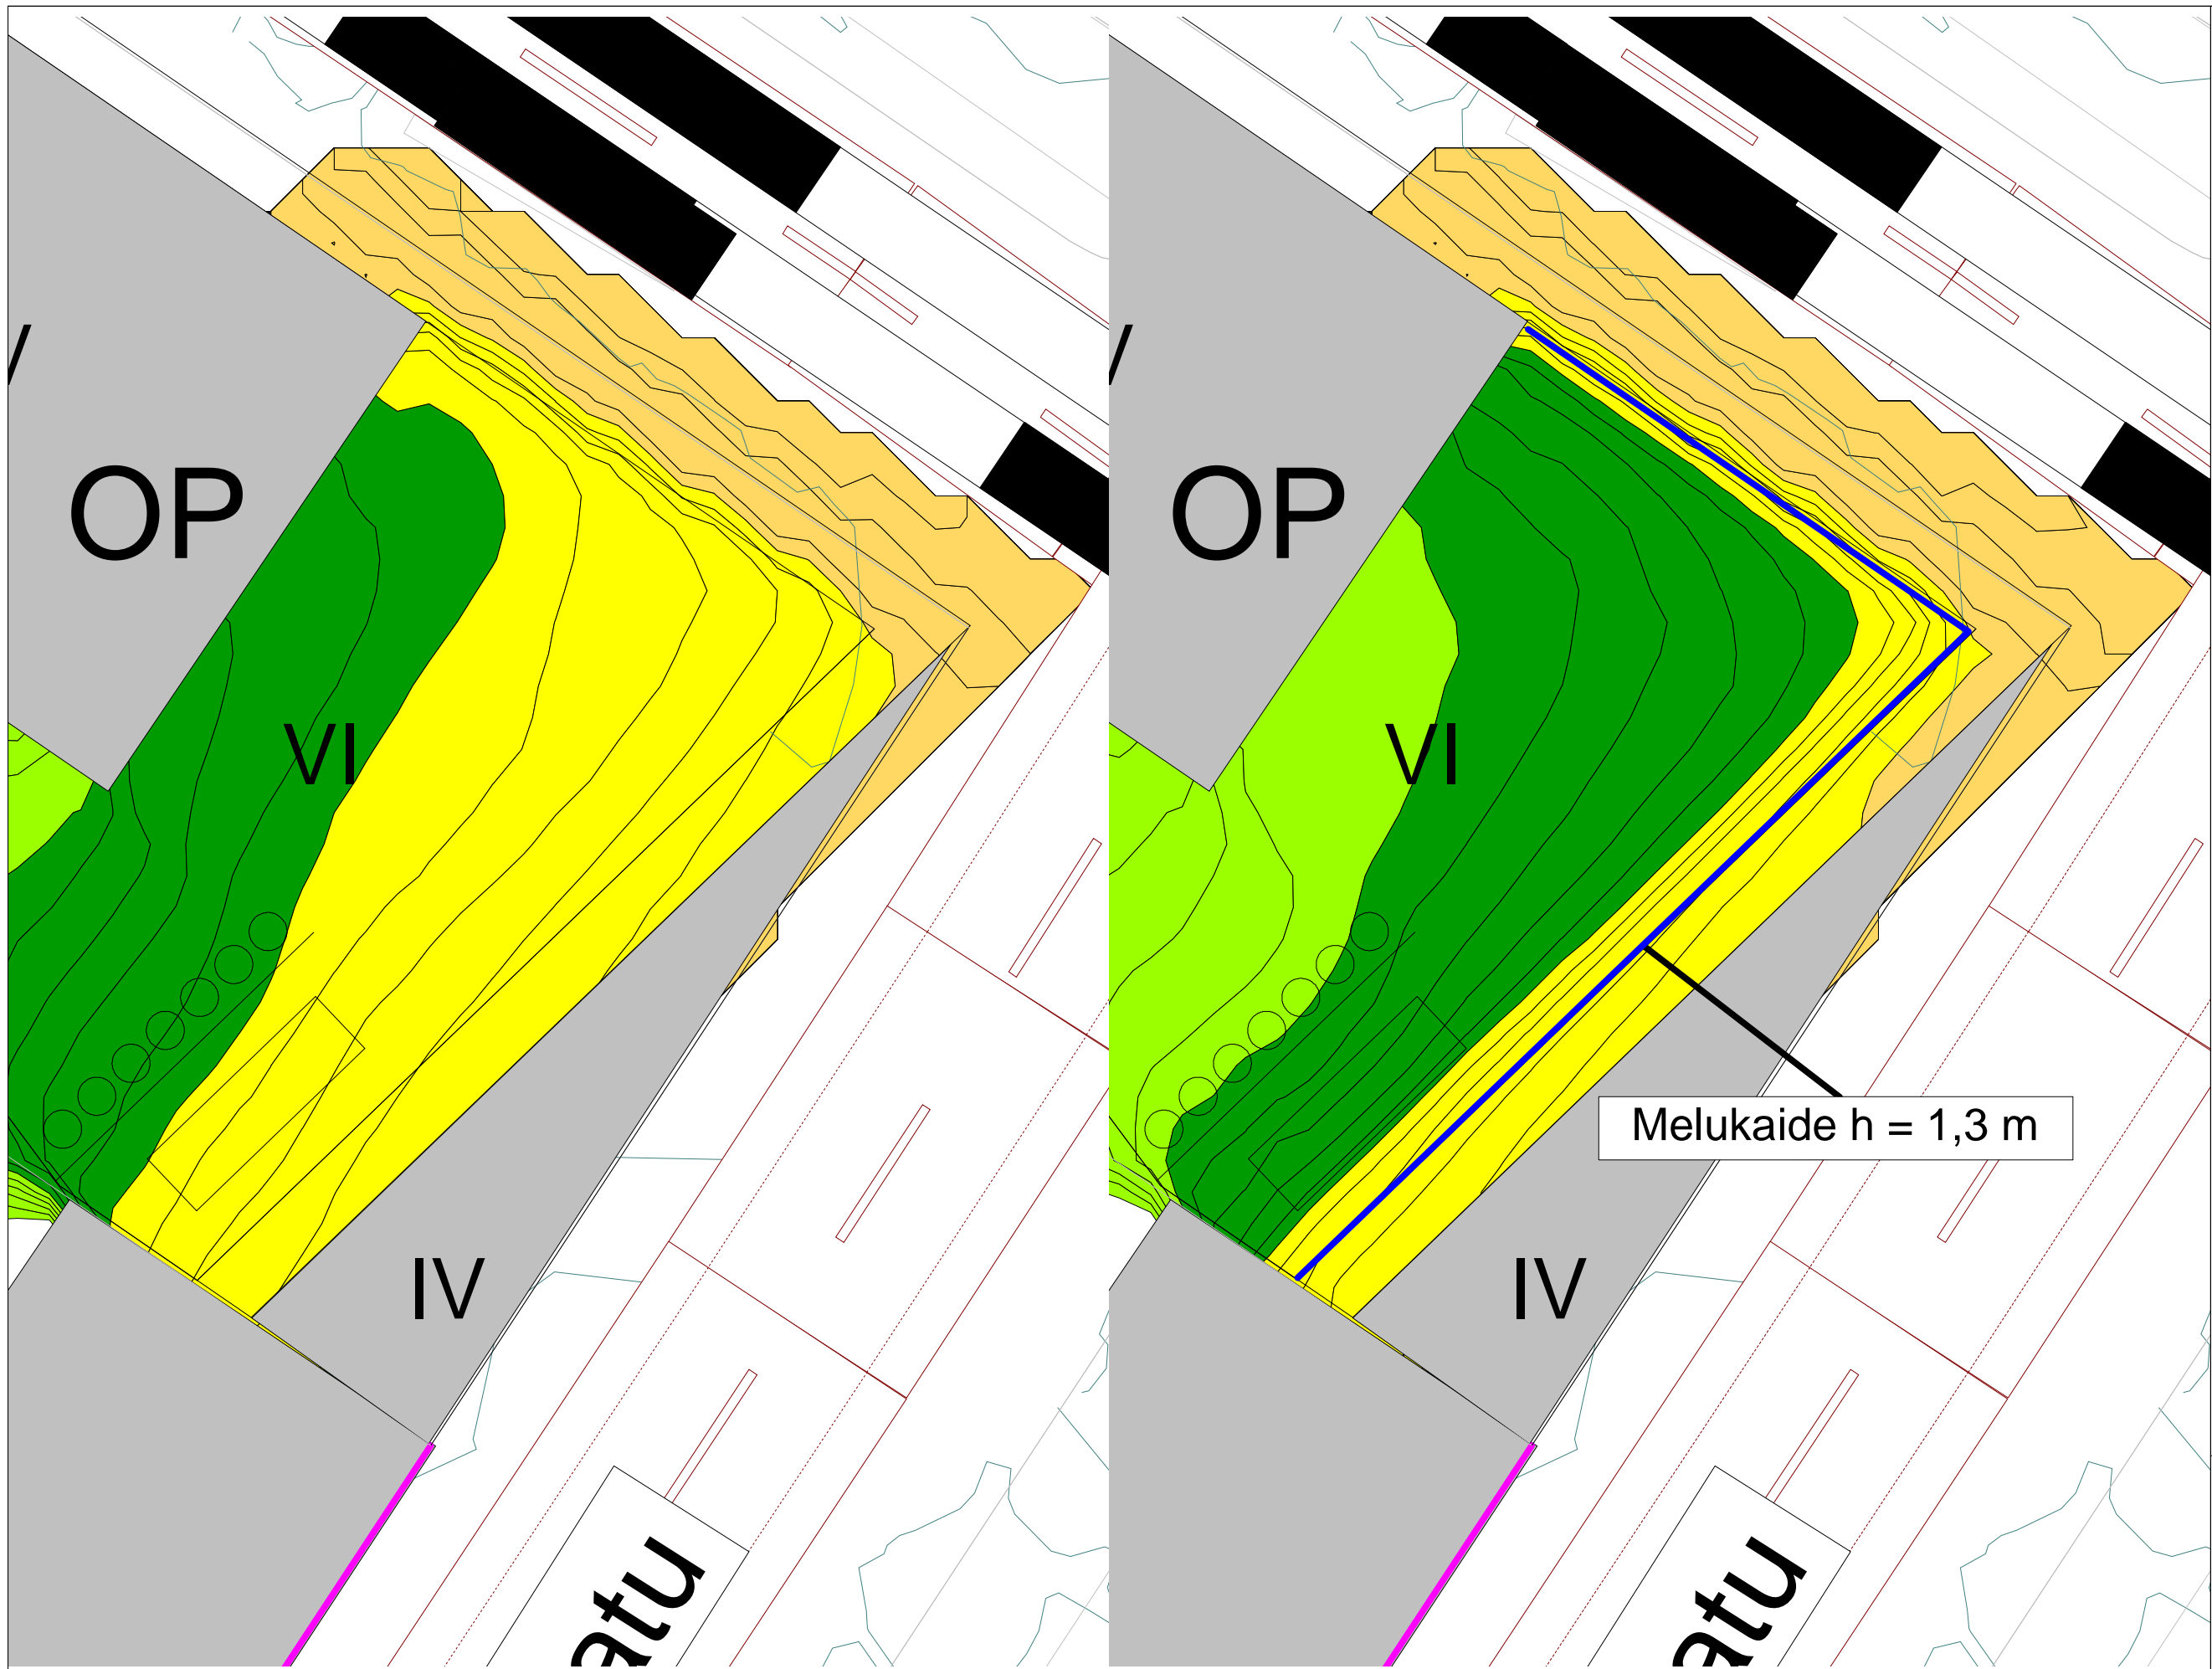 OP
VI
IV
atu
OP
VI
Melukaide h = 1,3 m
IV
atu